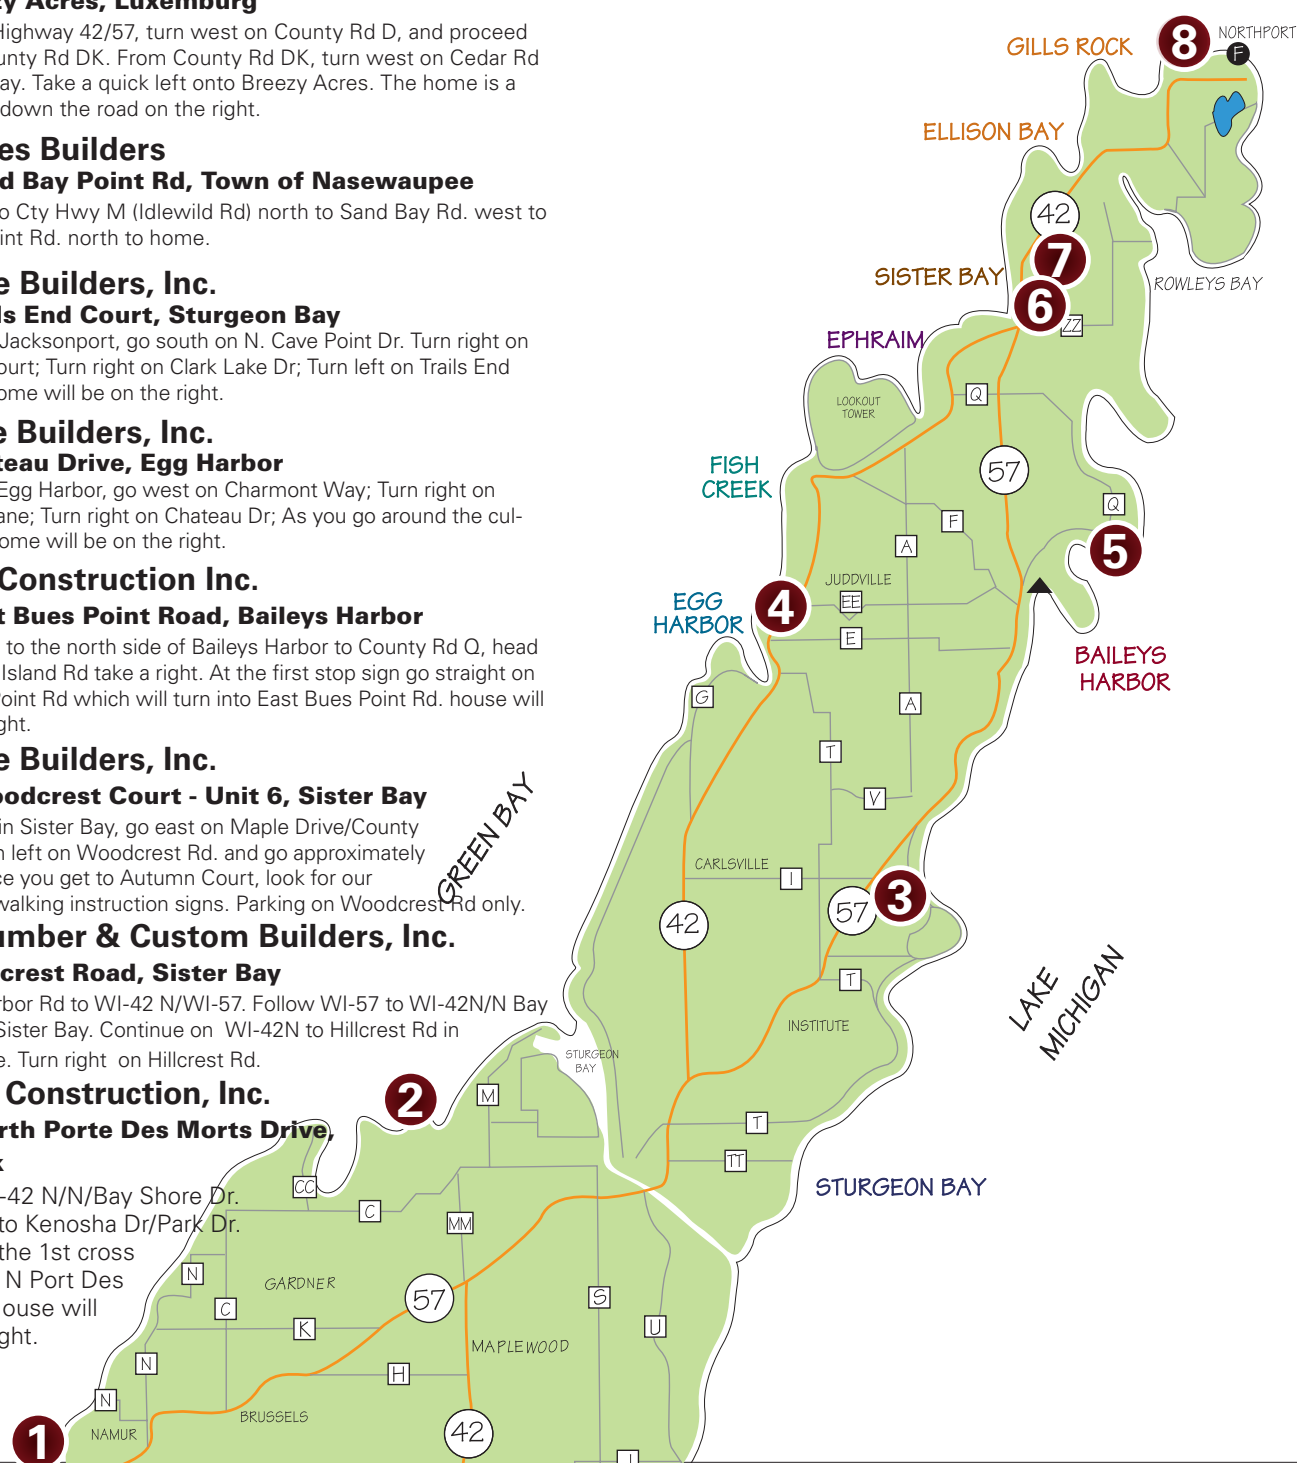 ty Acres, Luxemburg
Highway 42/57, turn west on County Rd D, and proceed
unty Rd DK. From County Rd DK, turn west on Cedar Rd
ay. Take a quick left onto Breezy Acres. The home is a
down the road on the right.
es Builders
d Bay Point Rd, Town of Nasewaupee
o Cty Hwy M (Idlewild Rd) north to Sand Bay Rd. west to
int Rd. north to home.
e Builders, Inc.
ls End Court, Sturgeon Bay
Jacksonport, go south on N. Cave Point Dr. Turn right on
ourt; Turn right on Clark Lake Dr; Turn left on Trails End
ome will be on the right.
e Builders, Inc.
teau Drive, Egg Harbor
Egg Harbor, go west on Charmont Way; Turn right on
ane; Turn right on Chateau Dr; As you go around the cul-
ome will be on the right.
Construction Inc.
t Bues Point Road, Baileys Harbor
to the north side of Baileys Harbor to County Rd Q, head
Island Rd take a right. At the first stop sign go straight on
Point Rd which will turn into East Bues Point Rd. house will
ght.
e Builders, Inc.
oodcrest Court - Unit 6, Sister Bay
in Sister Bay, go east on Maple Drive/County
n left on Woodcrest Rd. and go approximately
ce you get to Autumn Court, look for our
walking instruction signs. Parking on Woodcrest Rd only.
umber & Custom Builders, Inc.
lcrest Road, Sister Bay
rbor Rd to WI-42 N/WI-57. Follow WI-57 to WI-42N/N Bay
Sister Bay. Continue on WI-42N to Hillcrest Rd in
e. Turn right on Hillcrest Rd.
Construction, Inc.
rth Porte Des Morts Drive,
k
-42 N/N/Bay Shore Dr.
to Kenosha Dr/Park Dr.
the 1st cross
N Port Des
ouse will
ght.
8
NORTHPORT
F
GILLS ROCK
ELLISON BAY
42
7
SISTER BAY
ROWLEYS BAY
6
ZZ
EPHRAIM
Q
LOOKOUT
TOWER
FISH
CREEK
57
Q
F
A
5
JUDDVILLE
EE
4
EGG
HARBOR
E
BAILEYS
HARBOR
G
A
T
V
GREEN BAY
CARLSVILLE
I
3
57
42
LAKE
MICHIGAN
T
INSTITUTE
STURGEON
BAY
2
M
T
TT
STURGEON BAY
CC
C
MM
N
GARDNER
57
C
S
K
U
MAPLEWOOD
N
H
N
BRUSSELS
NAMUR
42
1
J